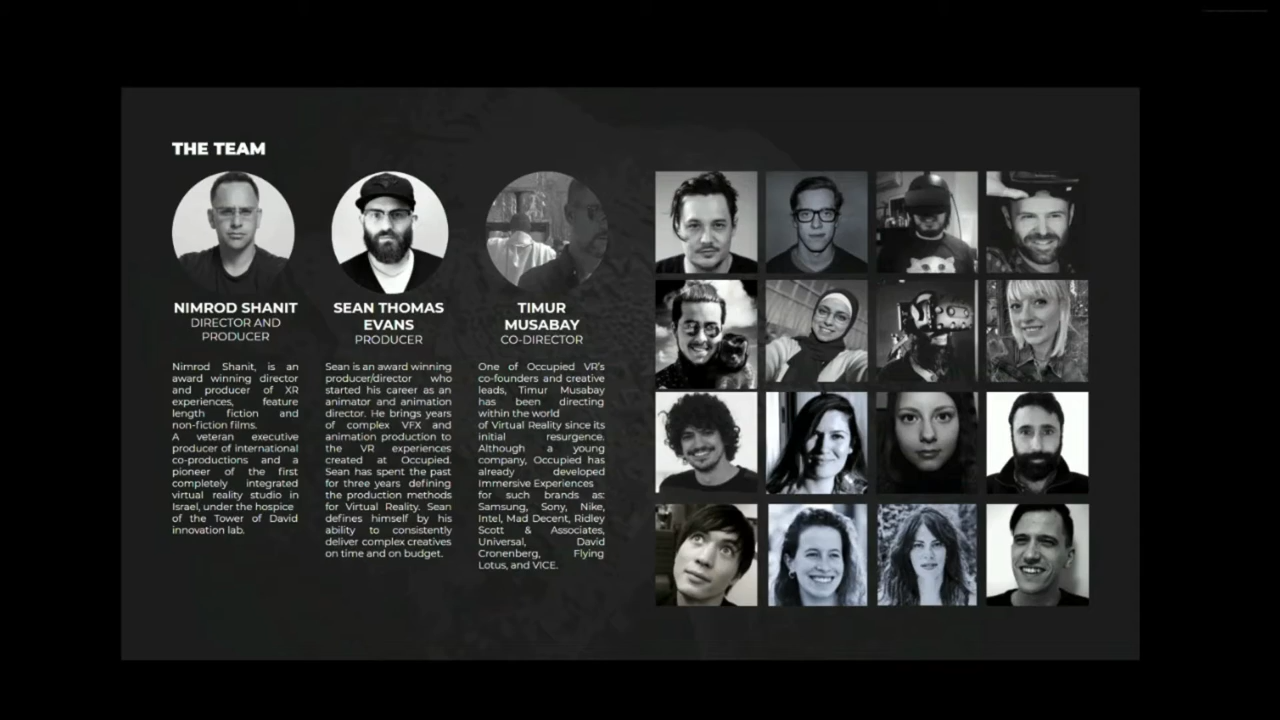 THE TEAM
NIMROD SHANIT
DIRECTOR AND
PRODUCER
Nimrod Shanit, is an
award winning director
and producer of XR
experiences, feature
length fiction and
non-fiction films.
A veteran executive
producer of international
co-productions and a
pioneer of the first
completely integrated
virtual reality studio in
Israel, under the hospice
of the Tower of David
innovation lab.
SEAN THOMAS
EVANS
PRODUCER
Sean is an award winning
producer/director who
started his career as an
animator and animation
director. He brings years
of complex VFX and
animation production to
the VR experiences
created at Occupied.
Sean has spent the past
for three years defining
the production methods
for Virtual Reality. Sean
defines himself by his
ability to consistently
deliver complex creatives
on time and on budget.
TIMUR
MUSABAY
CO-DIRECTOR
One of Occupied VR's
co-founders and creative
leads, Timur Musabay
has been directing
within the world
of Virtual Reality since its
initial resurgence.
Although a young
company, Occupied has
already developed
Immersive Experiences
for such brands as:
Samsung, Sony, Nike,
Intel, Mad Decent, Ridley
Scott & Associates,
Universal, David
Cronenberg, Flying
Lotus, and VICE.